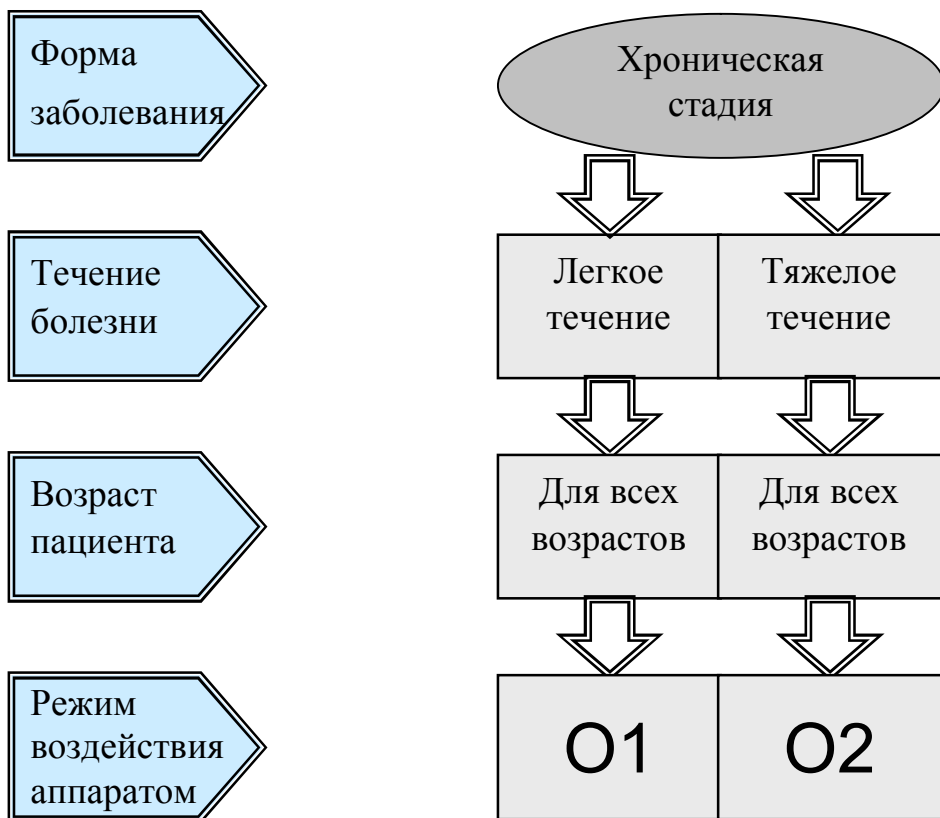 Форма
заболевания
Хроническая
стадия
Течение
болезни
Легкое
течение
Тяжелое
течение
Возраст
пациента
Для всех
возрастов
Для всех
возрастов
Режим
воздействия
аппаратом
О1
О2